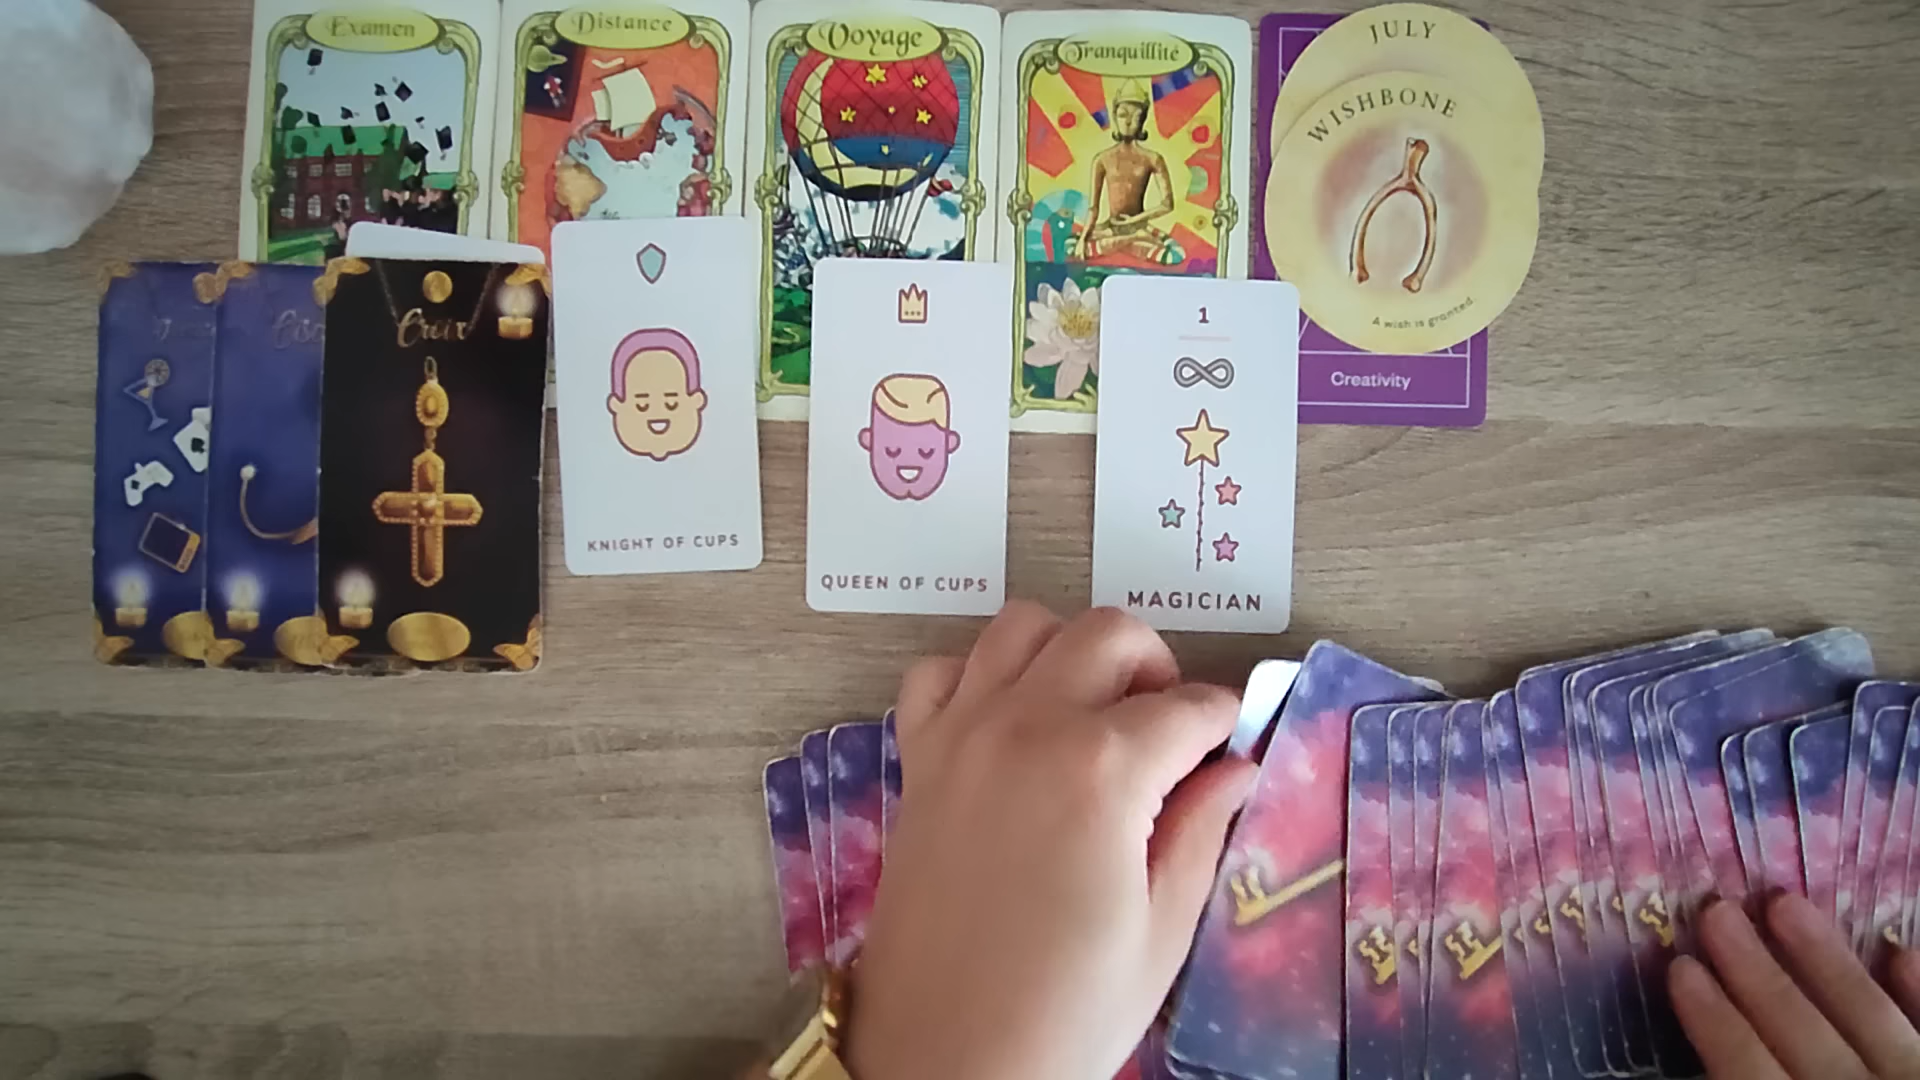 Examen
Distance
Voyage
Tranquillité
JULY
WISHBONE
A wish is granted.
Creativity
Croix
KNIGHT OF CUPS
QUEEN OF CUPS
1
MAGICIAN